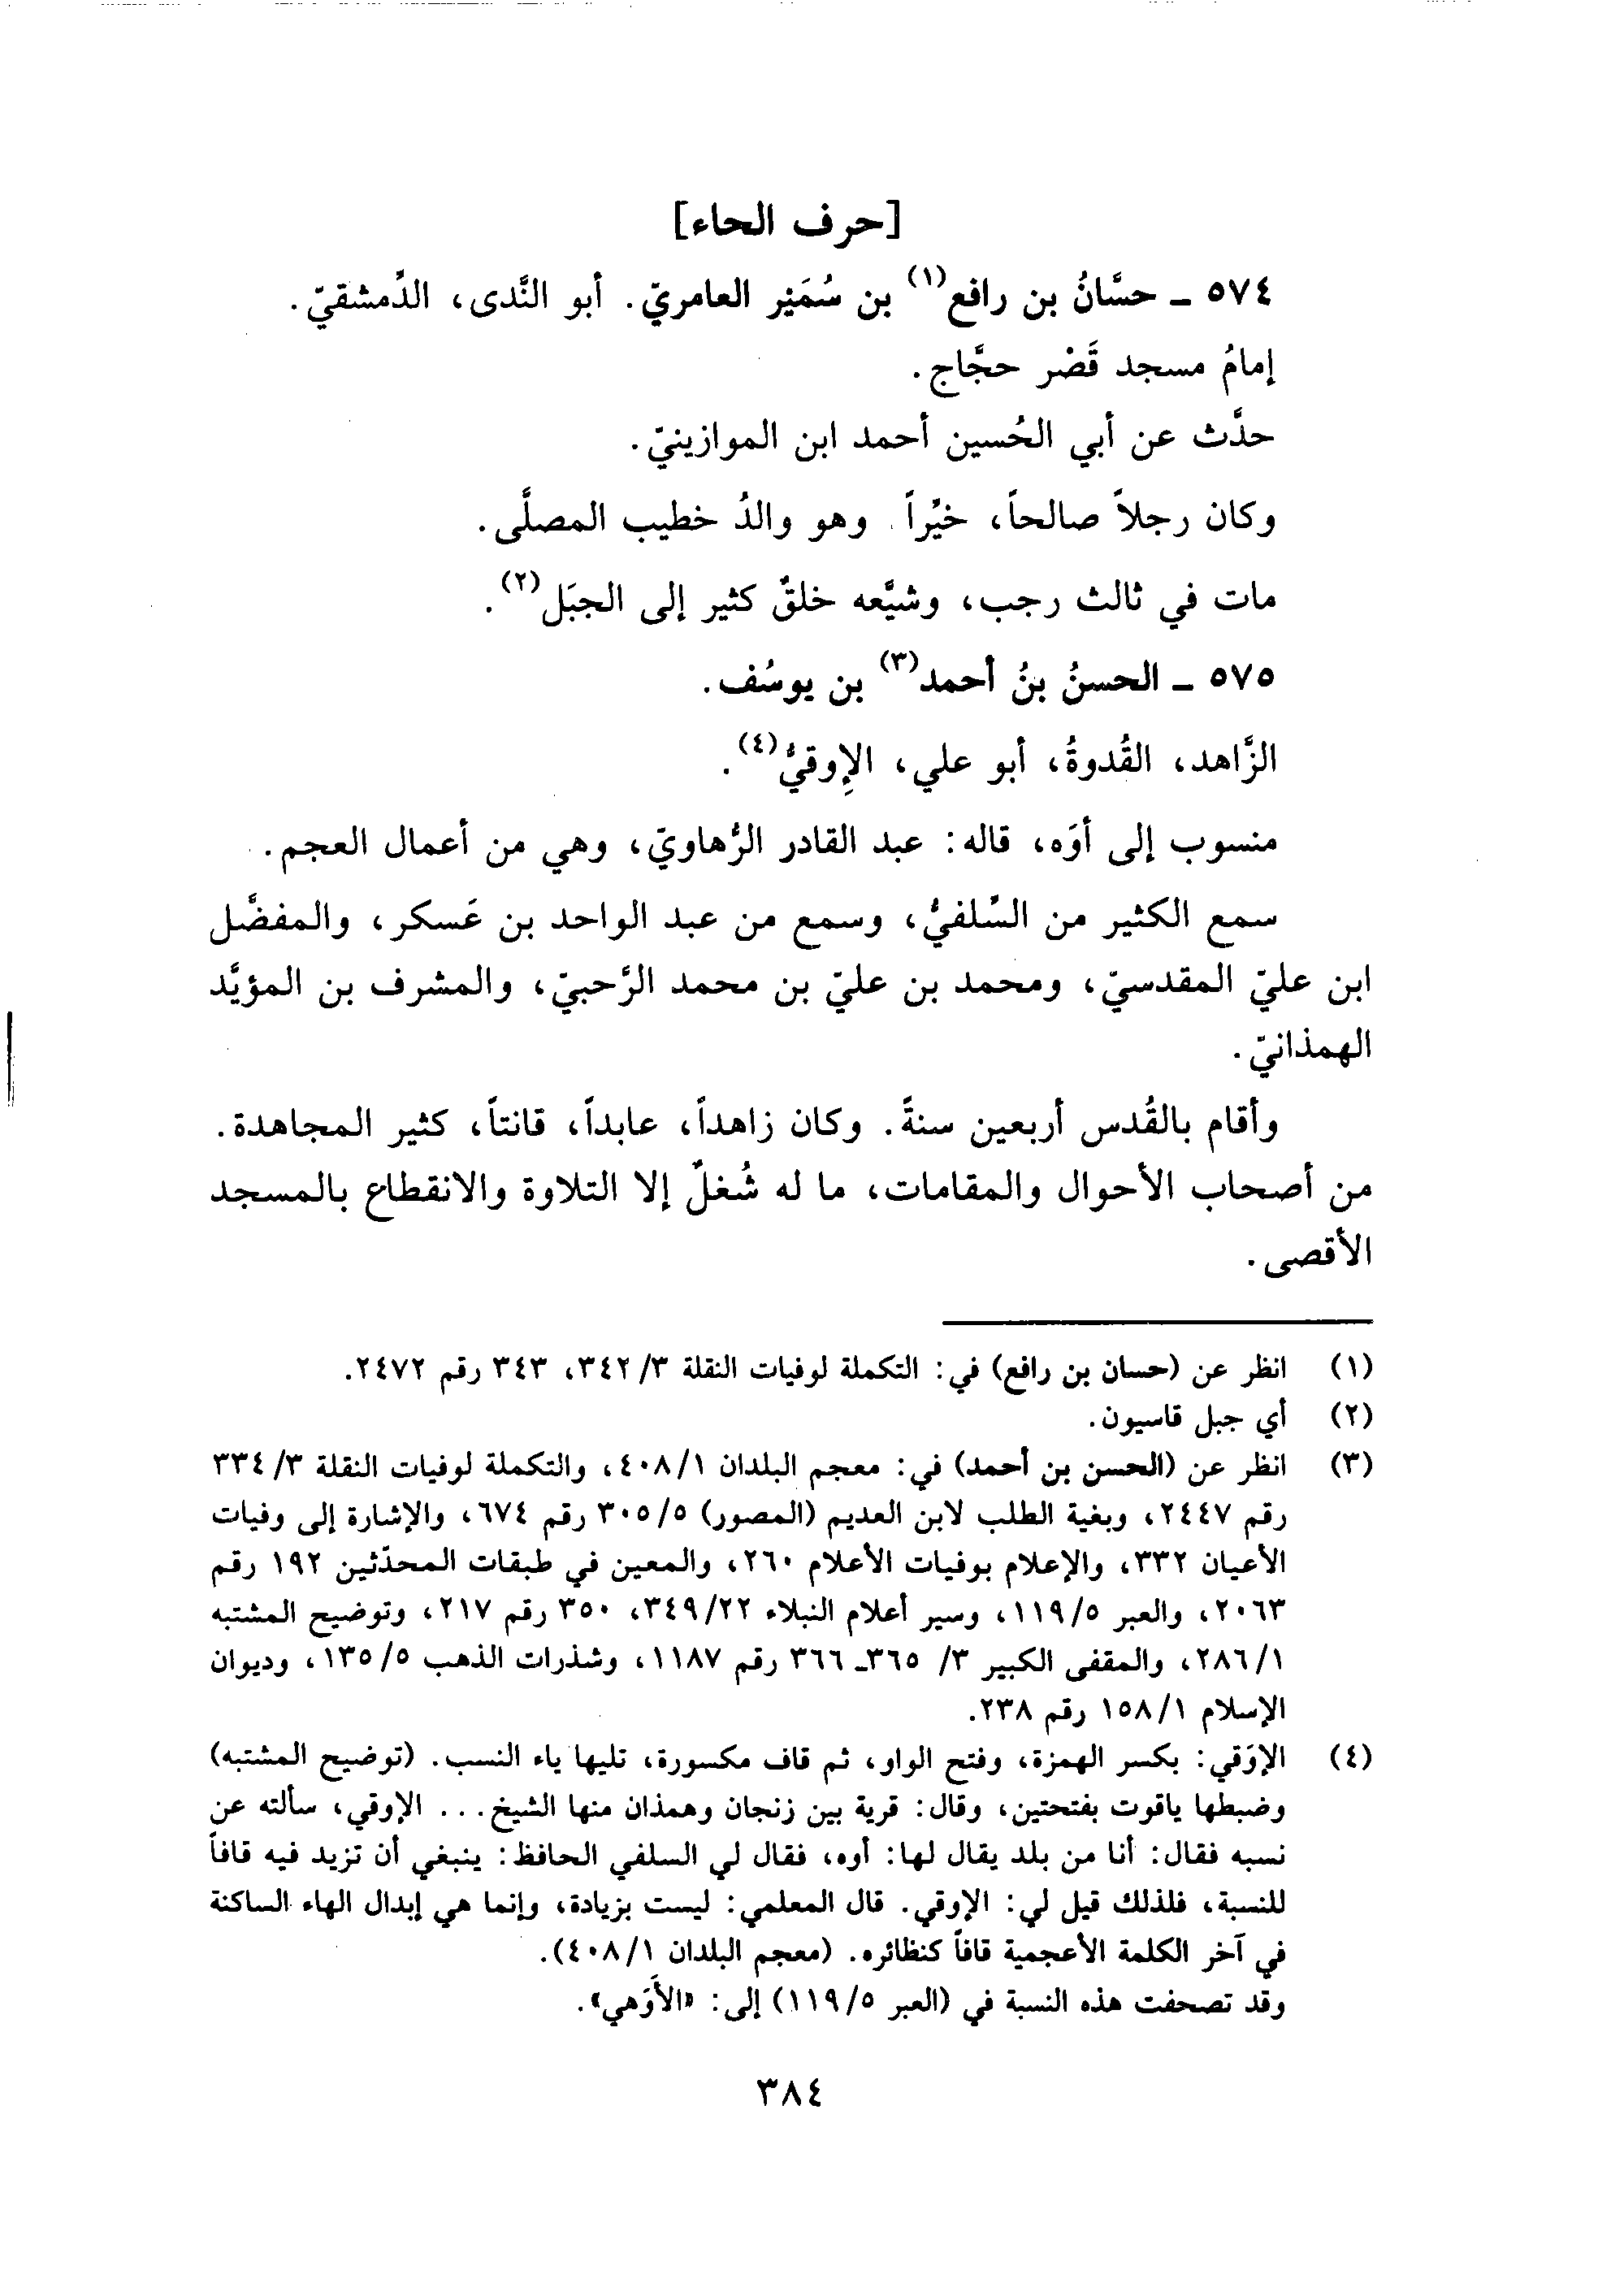 [حرف الحاء]
٥٧٤ ـ حسَّانُ بن رافع(١) بن سُمَيْر العامريّ. أبو النَّدى، الدِّمشقيّ.
إمامُ مسجد قَصْر حجَّاج.
حدَّث عن أبي الحُسين أحمد ابن الموازينيّ.
وكان رجلاً صالحاً، خيِّراً. وهو والدُ خطيب المصلَّى.
مات في ثالث رجب، وشيَّعه خلقٌ كثير إلى الجبَل(٢).
٥٧٥ ـ الحسنُ بنُ أحمد(٣) بن يوسُف.
الزَّاهد، القُدوةُ، أبو علي، الإِوقيُّ(٤).
منسوب إلى أوَه، قاله: عبد القادر الرُّهاويّ، وهي من أعمال العجم.
سمع الكثير من السِّلفيُّ، وسمع من عبد الواحد بن عَسكر، والمفضَّل
ابن عليّ المقدسيّ، ومحمد بن عليّ بن محمد الرَّحبيّ، والمشرف بن المؤيَّد
الهمذانيّ.
وأقام بالقُدس أربعين سنةً. وكان زاهداً، عابداً، قانتاً، كثير المجاهدة.
من أصحاب الأحوال والمقامات، ما له شُغلٌ إلا التلاوة والانقطاع بالمسجد
الأقصى.
(١) انظر عن (حسان بن رافع) في: التكملة لوفيات النقلة ٣/ ٣٤٢، ٣٤٣ رقم ٢٤٧٢.
(٢) أي جبل قاسيون.
(٣) انظر عن (الحسن بن أحمد) في: معجم البلدان ١/ ٤٠٨، والتكملة لوفيات النقلة ٣/ ٣٣٤
رقم ٢٤٤٧، وبغية الطلب لابن العديم (المصور) ٥/ ٣٠٥ رقم ٦٧٤، والإشارة إلى وفيات
الأعيان ٣٣٢، والإعلام بوفيات الأعلام ٢٦٠، والمعين في طبقات المحدّثين ١٩٢ رقم
٢٠٦٣، والعبر ٥/ ١١٩، وسير أعلام النبلاء ٢٢/ ٣٤٩، ٣٥٠ رقم ٢١٧، وتوضيح المشتبه
١/ ٢٨٦، والمقفى الكبير ٣/ ٣٦٥ـ ٣٦٦ رقم ١١٨٧، وشذرات الذهب ٥/ ١٣٥، وديوان
الإسلام ١/ ١٥٨ رقم ٢٣٨.
(٤) الإوَقي: بكسر الهمزة، وفتح الواو، ثم قاف مكسورة، تليها ياء النسب. (توضيح المشتبه)
وضبطها ياقوت بفتحتين، وقال: قرية بين زنجان وهمذان منها الشيخ... الإوقي، سألته عن
نسبه فقال: أنا من بلد يقال لها: أوه، فقال لي السلفي الحافظ: ينبغي أن تزيد فيه قافاً
للنسبة، فلذلك قيل لي: الإوقي. قال المعلمي: ليست بزيادة، وإنما هي إبدال الهاء الساكنة
في آخر الكلمة الأعجمية قافاً كنظائره. (معجم البلدان ١/ ٤٠٨).
وقد تصحفت هذه النسبة في (العبر ٥/ ١١٩) إلى: «الأَوَهي».
٣٨٤